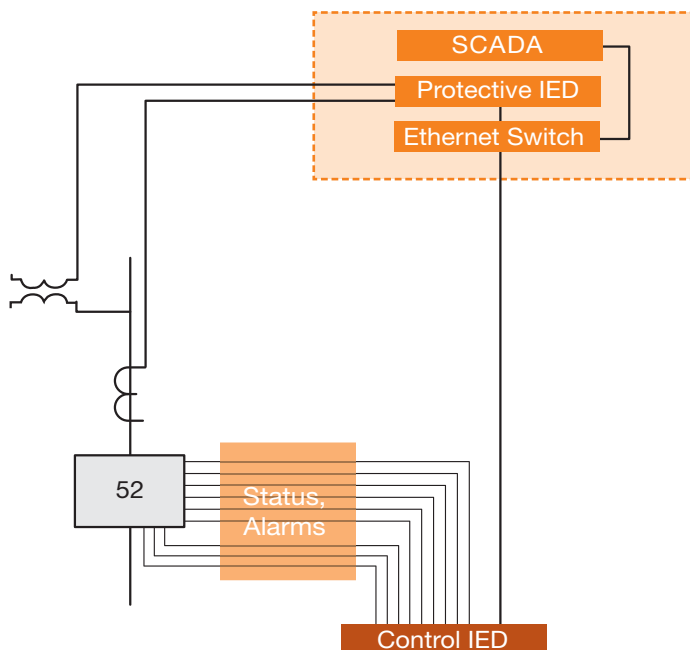 SCADA
Protective IED
Ethernet Switch
52
Status,
Alarms
Control IED